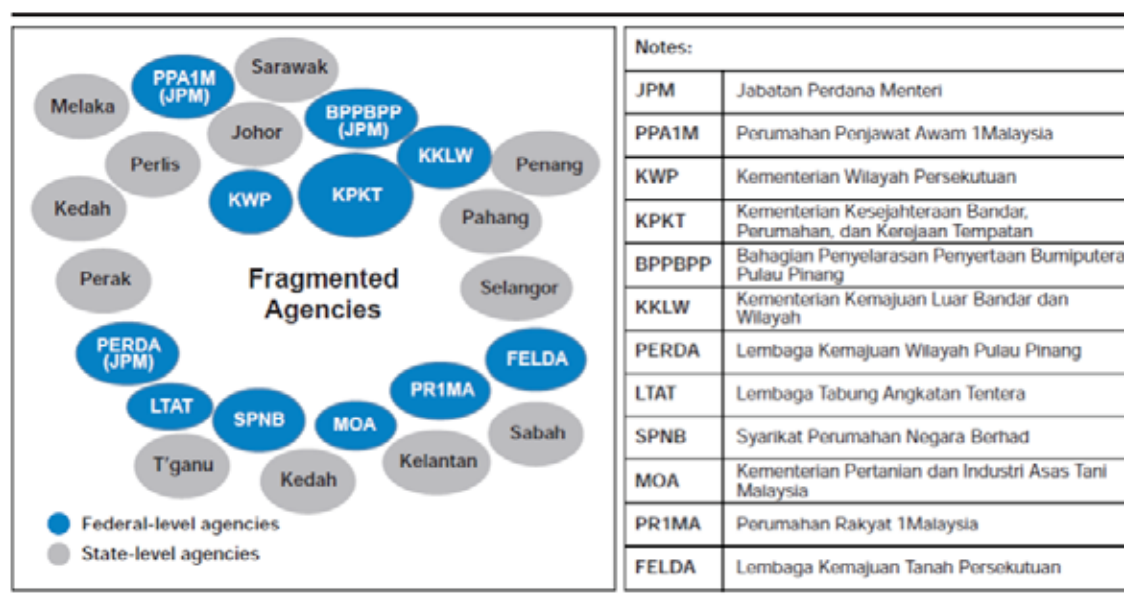 Sarawak
PPA1M
(JPM)
Melaka
BPPBPP
(JPM)
Johor
KKLW
Perlis
Penang
KWP
KPKT
Kedah
Pahang
Perak
Fragmented
Agencies
Selangor
PERDA
(JPM)
FELDA
PR1MA
LTAT
SPNB
MOA
Sabah
T'ganu
Kelantan
Kedah
Federal-level agencies
State-level agencies
Notes:
JPM Jabatan Perdana Menteri
PPA1M Perumahan Penjawat Awam 1Malaysia
KWP Kementerian Wilayah Persekutuan
KPKT Kementerian Kesejahteraan Bandar,
Perumahan, dan Kerejaan Tempatan
BPPBPP Bahagian Penyelarasan Penyertaan Bumiputera
Pulau Pinang
KKLW Kementerian Kemajuan Luar Bandar dan
Wilayah
PERDA Lembaga Kemajuan Wilayah Pulau Pinang
LTAT Lembaga Tabung Angkatan Tentera
SPNB Syarikat Perumahan Negara Berhad
MOA Kementerian Pertanian dan Industri Asas Tani
Malaysia
PR1MA Perumahan Rakyat 1Malaysia
FELDA Lembaga Kemajuan Tanah Persekutuan